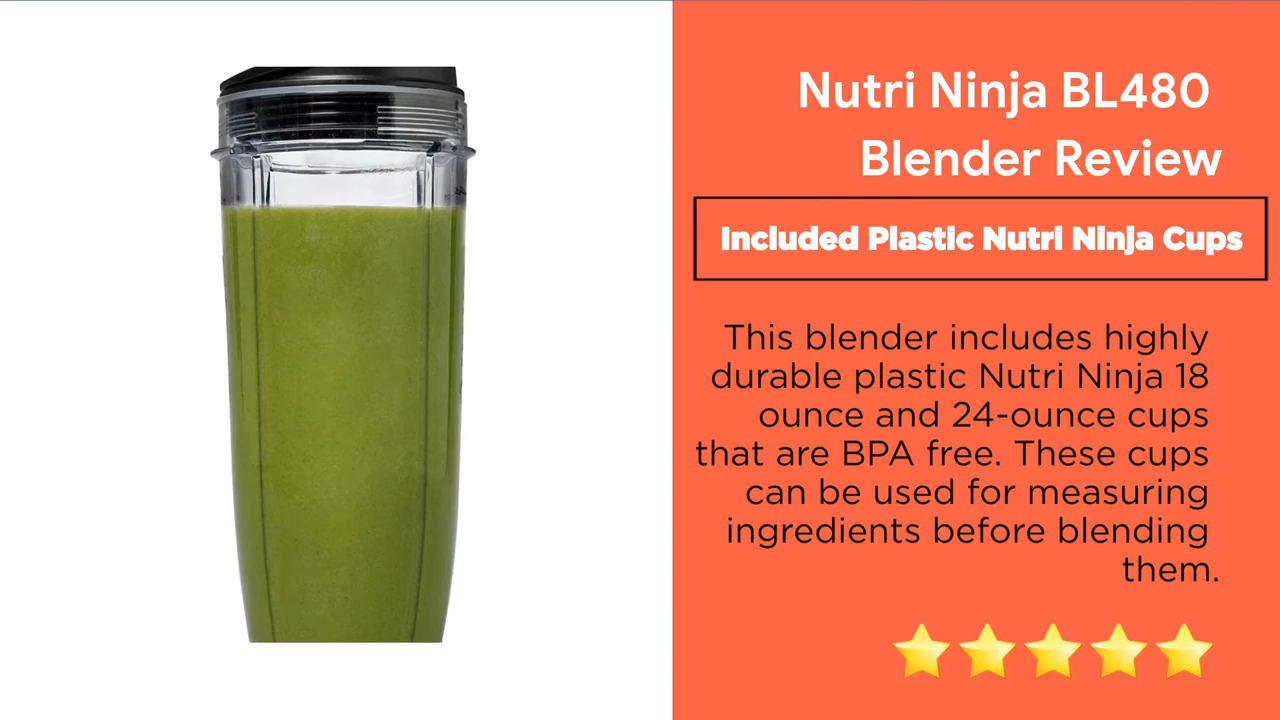 Nutri Ninja BL480
Blender Review
Included Plastic Nutri Ninja Cups
This blender includes highly
durable plastic Nutri Ninja 18
ounce and 24-ounce cups
that are BPA free. These cups
can be used for measuring
ingredients before blending
them.